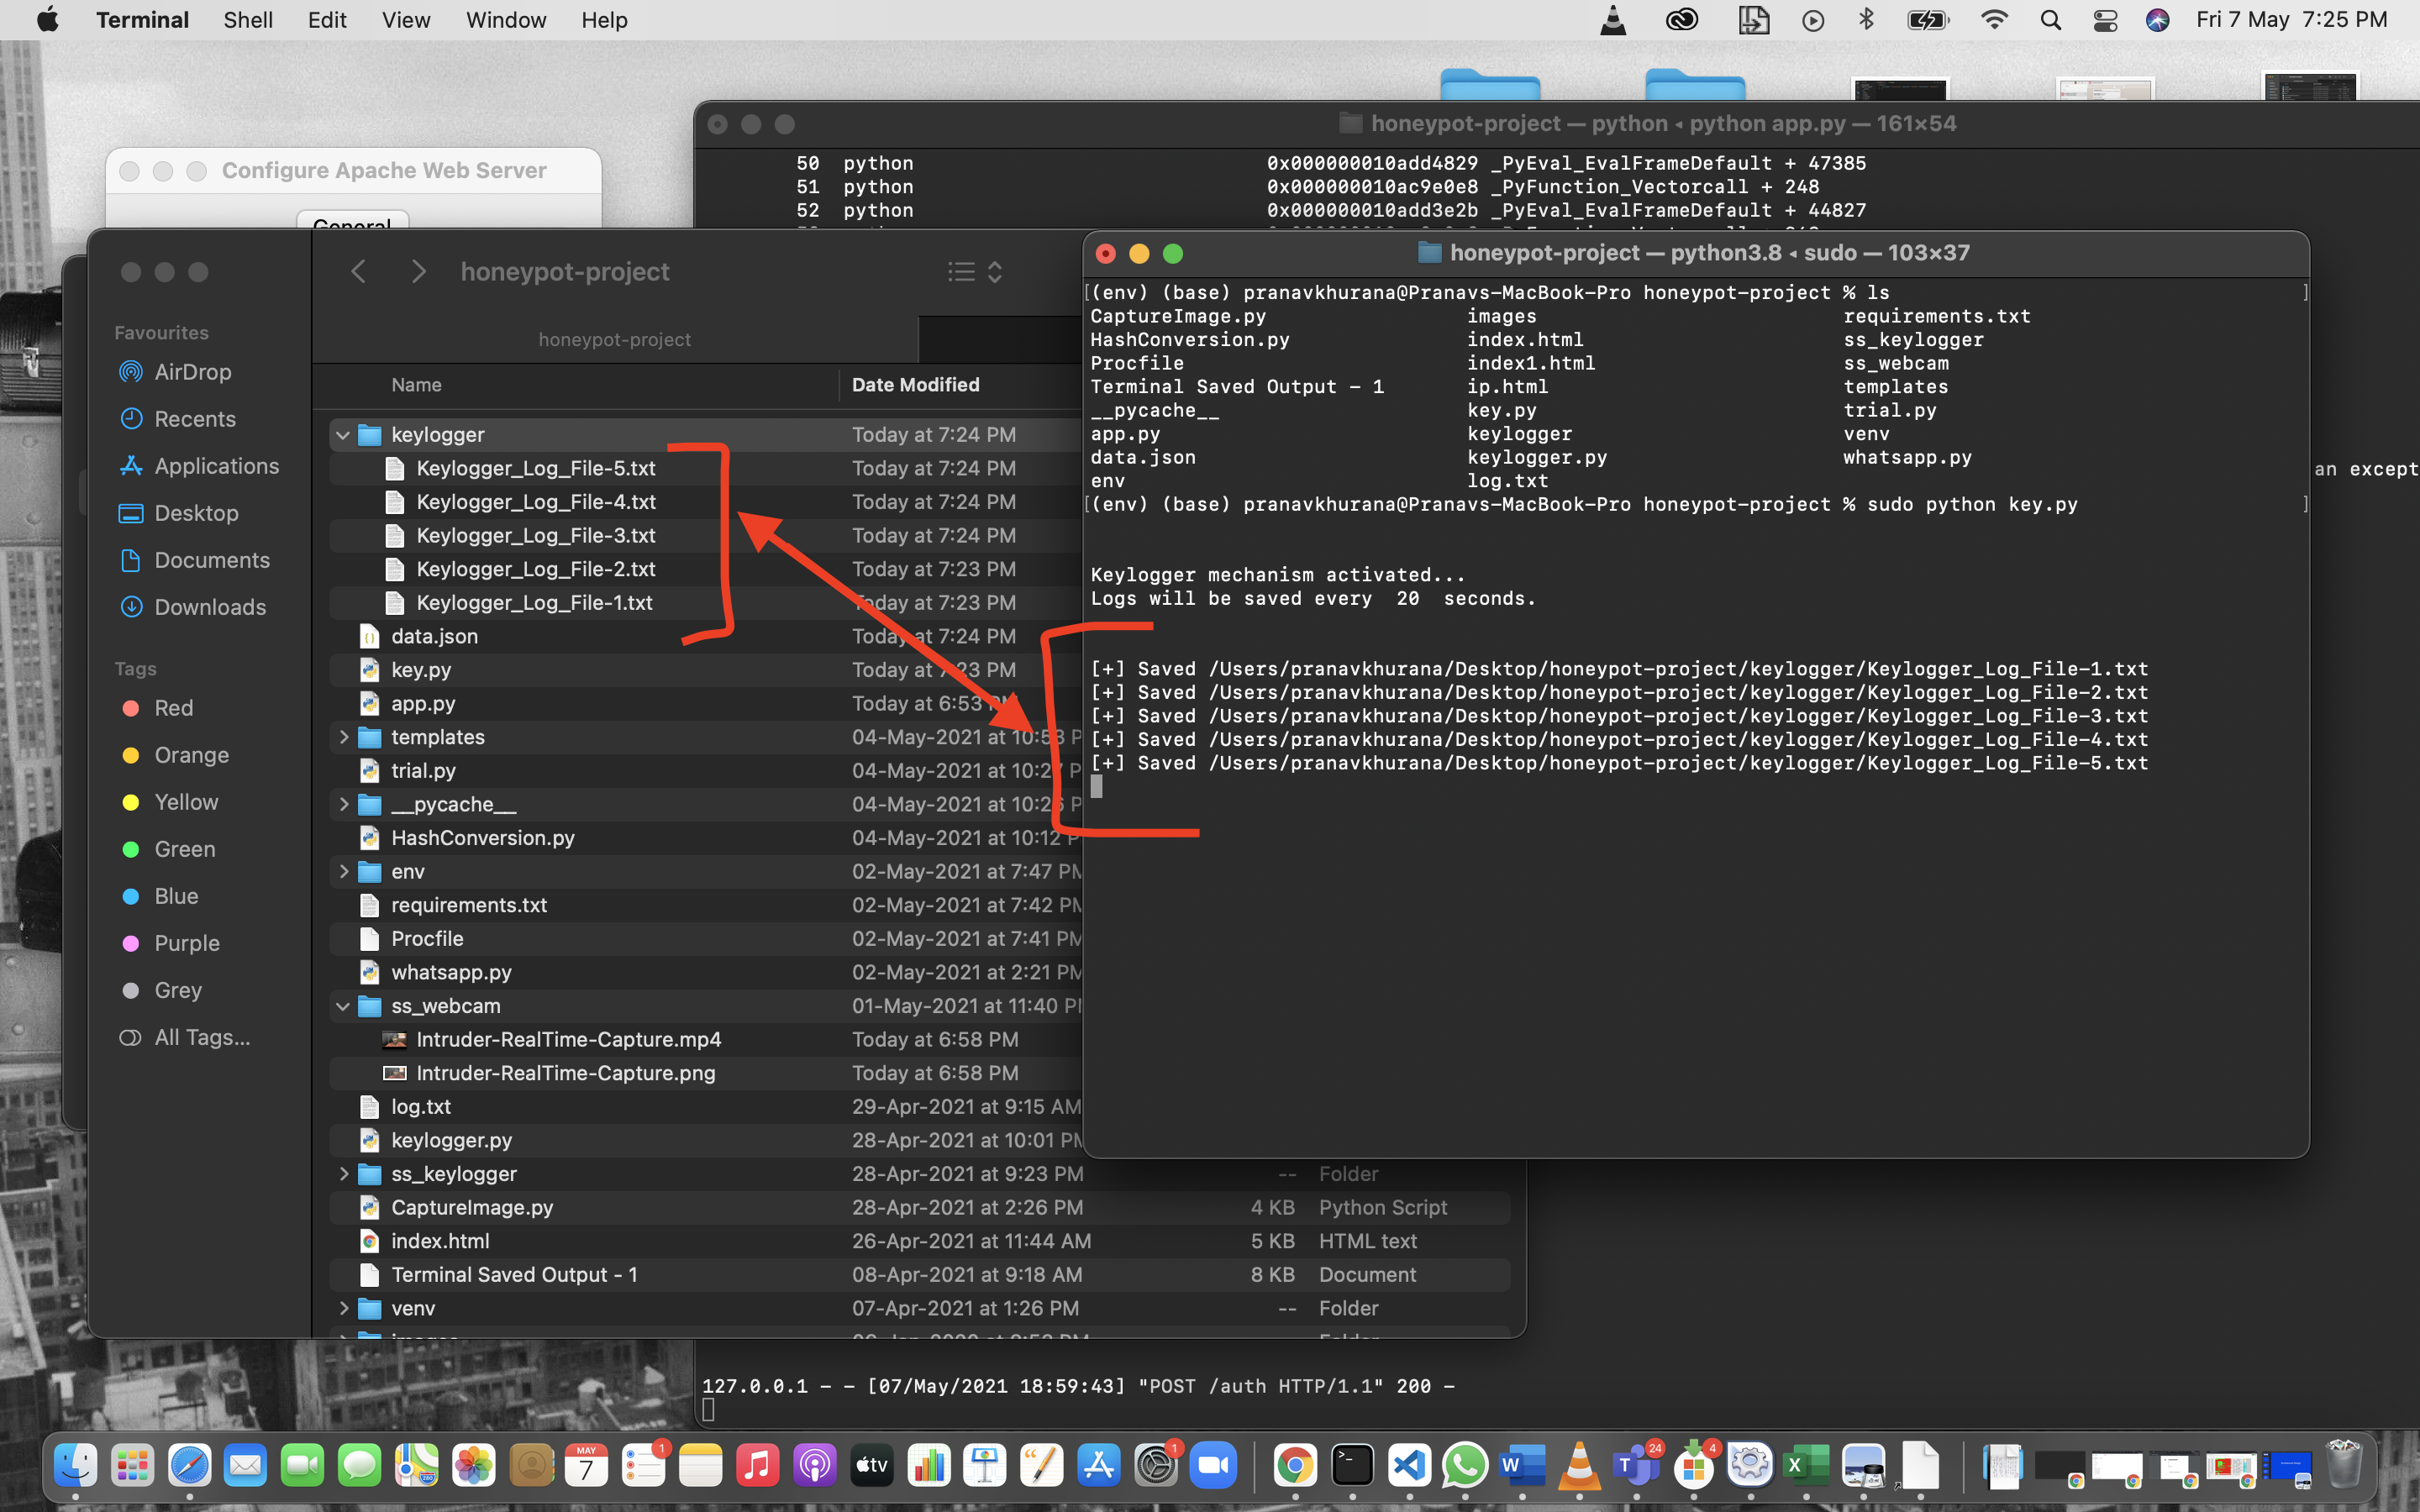 Terminal Shell Edit View Window Help Fri 7 May 7:25 PM
honeypot-project — python ◂ python app.py — 161×54
50 python 0x000000010add4829 _PyEval_EvalFrameDefault + 47385
51 python 0x000000010ac9e0e8 _PyFunction_Vectorcall + 248
52 python 0x000000010add3e2b _PyEval_EvalFrameDefault + 44827
Configure Apache Web Server
General
honeypot-project
honeypot-project
Name Date Modified
Favourites
AirDrop
Recents
Applications
Desktop
Documents
Downloads
Tags
Red
Orange
Yellow
Green
Blue
Purple
Grey
All Tags...
keylogger Today at 7:24 PM
Keylogger_Log_File-5.txt Today at 7:24 PM
Keylogger_Log_File-4.txt Today at 7:24 PM
Keylogger_Log_File-3.txt Today at 7:24 PM
Keylogger_Log_File-2.txt Today at 7:23 PM
Keylogger_Log_File-1.txt Today at 7:23 PM
data.json Today at 7:24 PM
key.py Today at 7:23 PM
app.py Today at 6:53 PM
templates 04-May-2021 at 10:53 P
trial.py 04-May-2021 at 10:27 P
__pycache__ 04-May-2021 at 10:26 P
HashConversion.py 04-May-2021 at 10:12 P
env 02-May-2021 at 7:47 PM
requirements.txt 02-May-2021 at 7:42 PM
Procfile 02-May-2021 at 7:41 PM
whatsapp.py 02-May-2021 at 2:21 PM
ss_webcam 01-May-2021 at 11:40 PM
Intruder-RealTime-Capture.mp4 Today at 6:58 PM
Intruder-RealTime-Capture.png Today at 6:58 PM
log.txt 29-Apr-2021 at 9:15 AM
keylogger.py 28-Apr-2021 at 10:01 PM
ss_keylogger 28-Apr-2021 at 9:23 PM -- Folder
CaptureImage.py 28-Apr-2021 at 2:26 PM 4 KB Python Script
index.html 26-Apr-2021 at 11:44 AM 5 KB HTML text
Terminal Saved Output - 1 08-Apr-2021 at 9:18 AM 8 KB Document
venv 07-Apr-2021 at 1:26 PM -- Folder
honeypot-project — python3.8 ◂ sudo — 103×37
[(env) (base) pranavkhurana@Pranavs-MacBook-Pro honeypot-project % ls ]
CaptureImage.py images requirements.txt
HashConversion.py index.html ss_keylogger
Procfile index1.html ss_webcam
Terminal Saved Output - 1 ip.html templates
__pycache__ key.py trial.py
app.py keylogger venv
data.json keylogger.py whatsapp.py
env log.txt
[(env) (base) pranavkhurana@Pranavs-MacBook-Pro honeypot-project % sudo python key.py ]
Keylogger mechanism activated...
Logs will be saved every 20 seconds.
[+] Saved /Users/pranavkhurana/Desktop/honeypot-project/keylogger/Keylogger_Log_File-1.txt
[+] Saved /Users/pranavkhurana/Desktop/honeypot-project/keylogger/Keylogger_Log_File-2.txt
[+] Saved /Users/pranavkhurana/Desktop/honeypot-project/keylogger/Keylogger_Log_File-3.txt
[+] Saved /Users/pranavkhurana/Desktop/honeypot-project/keylogger/Keylogger_Log_File-4.txt
[+] Saved /Users/pranavkhurana/Desktop/honeypot-project/keylogger/Keylogger_Log_File-5.txt
an except
127.0.0.1 - - [07/May/2021 18:59:43] "POST /auth HTTP/1.1" 200 -
MAY
7
1
tv
1
24
4